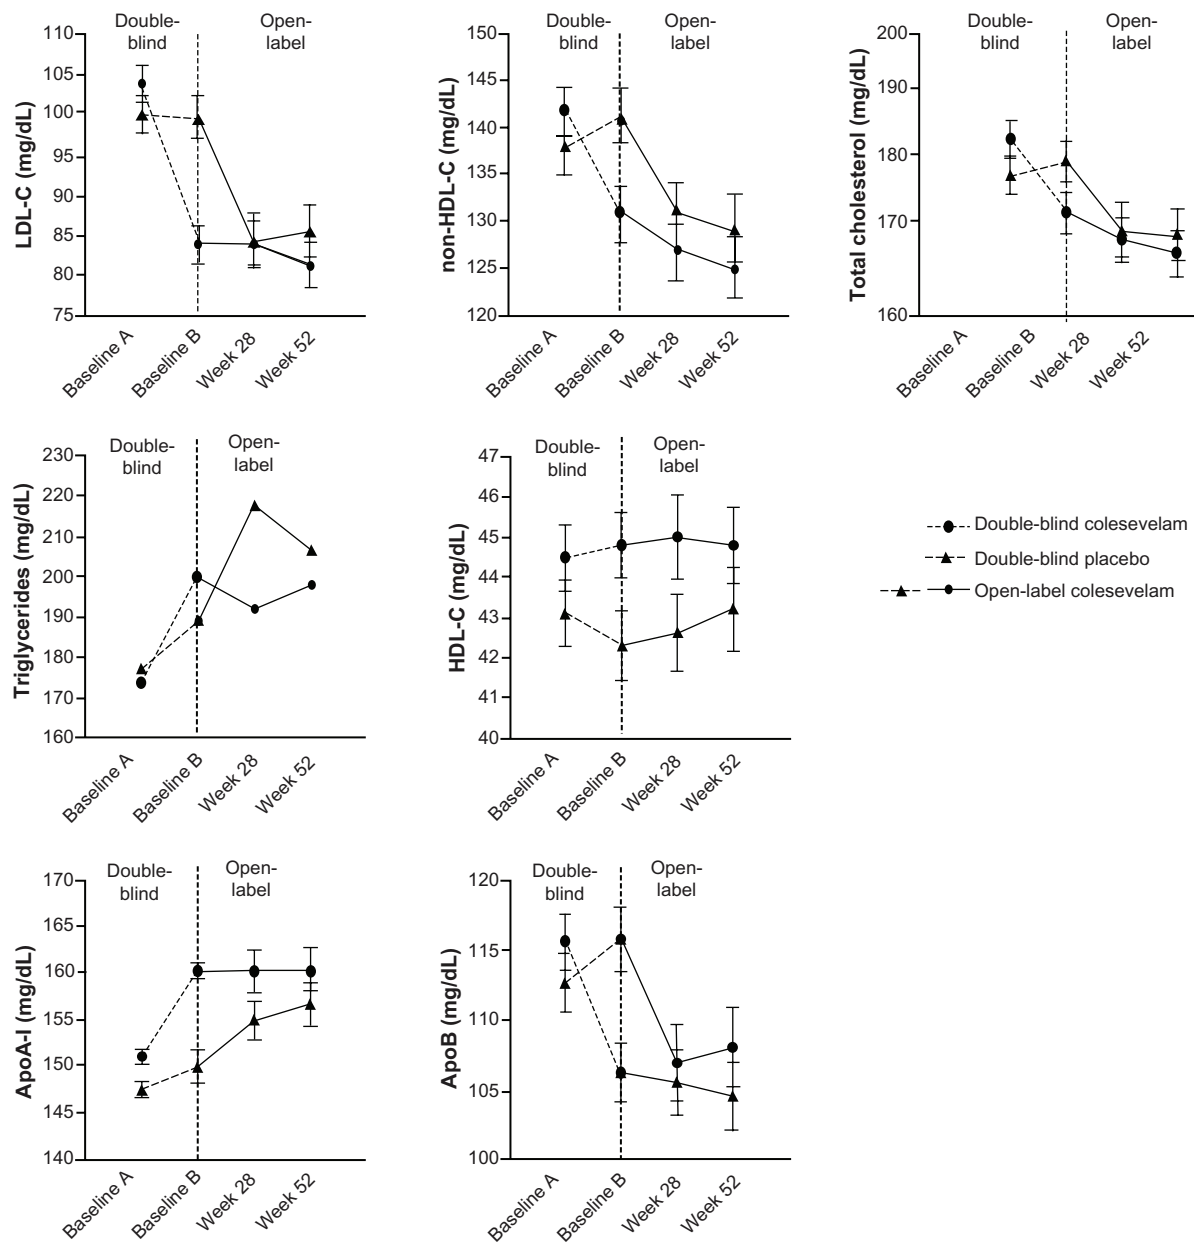 Double-
blind
Open-
label
LDL-C (mg/dL)
110
105
100
95
90
85
80
75
Baseline A
Baseline B
Week 28
Week 52
Double-
blind
Open-
label
non-HDL-C (mg/dL)
150
145
140
135
130
125
120
Baseline A
Baseline B
Week 28
Week 52
Double-
blind
Open-
label
Total cholesterol (mg/dL)
200
190
180
170
160
Baseline A
Baseline B
Week 28
Week 52
Double-
blind
Open-
label
Triglycerides (mg/dL)
230
220
210
200
190
180
170
160
Baseline A
Baseline B
Week 28
Week 52
Double-
blind
Open-
label
HDL-C (mg/dL)
47
46
45
44
43
42
41
40
Baseline A
Baseline B
Week 28
Week 52
Double-blind colesevelam
Double-blind placebo
Open-label colesevelam
Double-
blind
Open-
label
ApoA-I (mg/dL)
170
165
160
155
150
145
140
Baseline A
Baseline B
Week 28
Week 52
Double-
blind
Open-
label
ApoB (mg/dL)
120
115
110
105
100
Baseline A
Baseline B
Week 28
Week 52